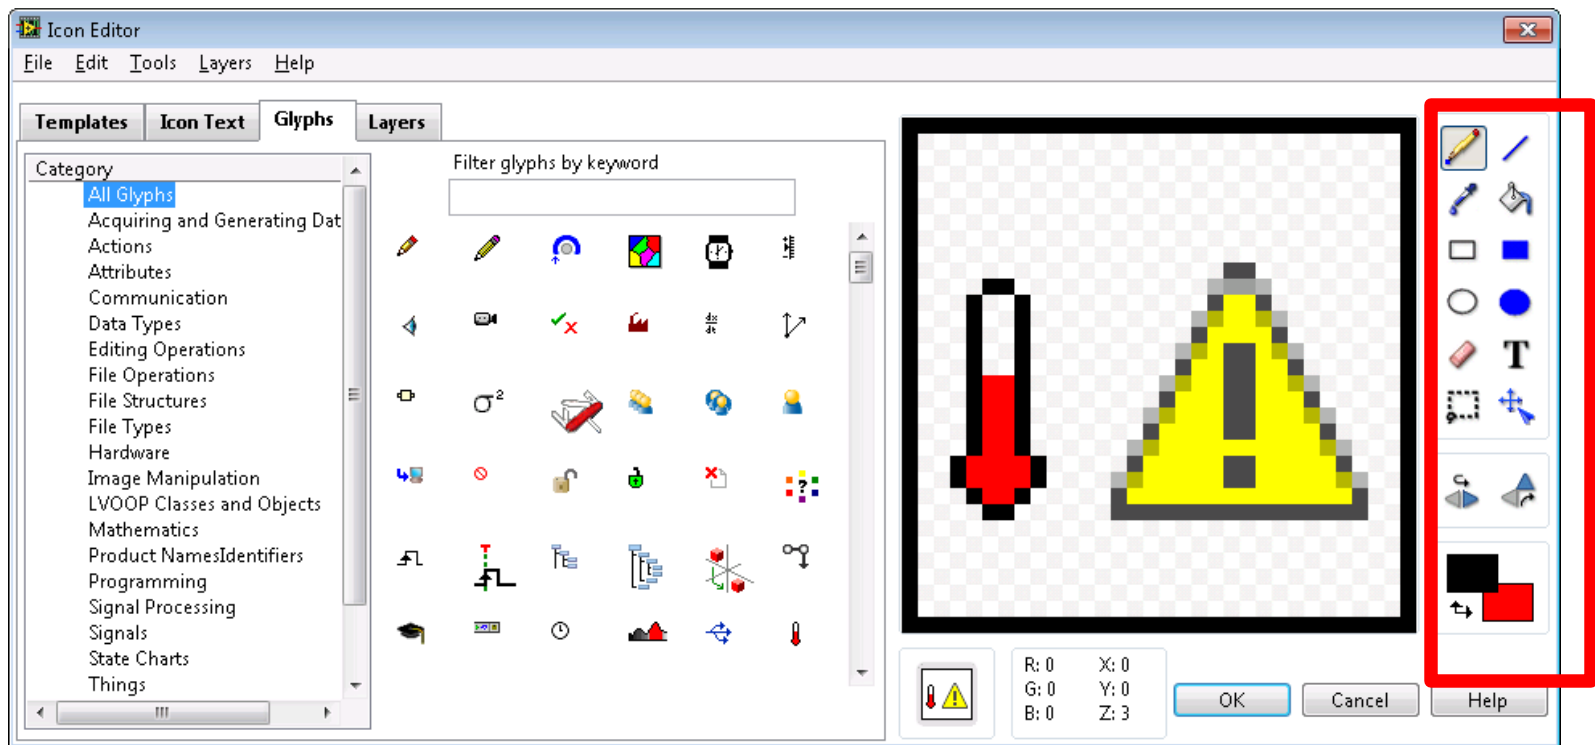 Icon Editor
File Edit Tools Layers Help
Templates Icon Text Glyphs Layers
Category
All Glyphs
Acquiring and Generating Dat
Actions
Attributes
Communication
Data Types
Editing Operations
File Operations
File Structures
File Types
Hardware
Image Manipulation
LVOOP Classes and Objects
Mathematics
Product NamesIdentifiers
Programming
Signal Processing
Signals
State Charts
Things
Filter glyphs by keyword
dx
dt
σ²
?
T
R: 0 X: 0
G: 0 Y: 0
B: 0 Z: 3
OK Cancel Help